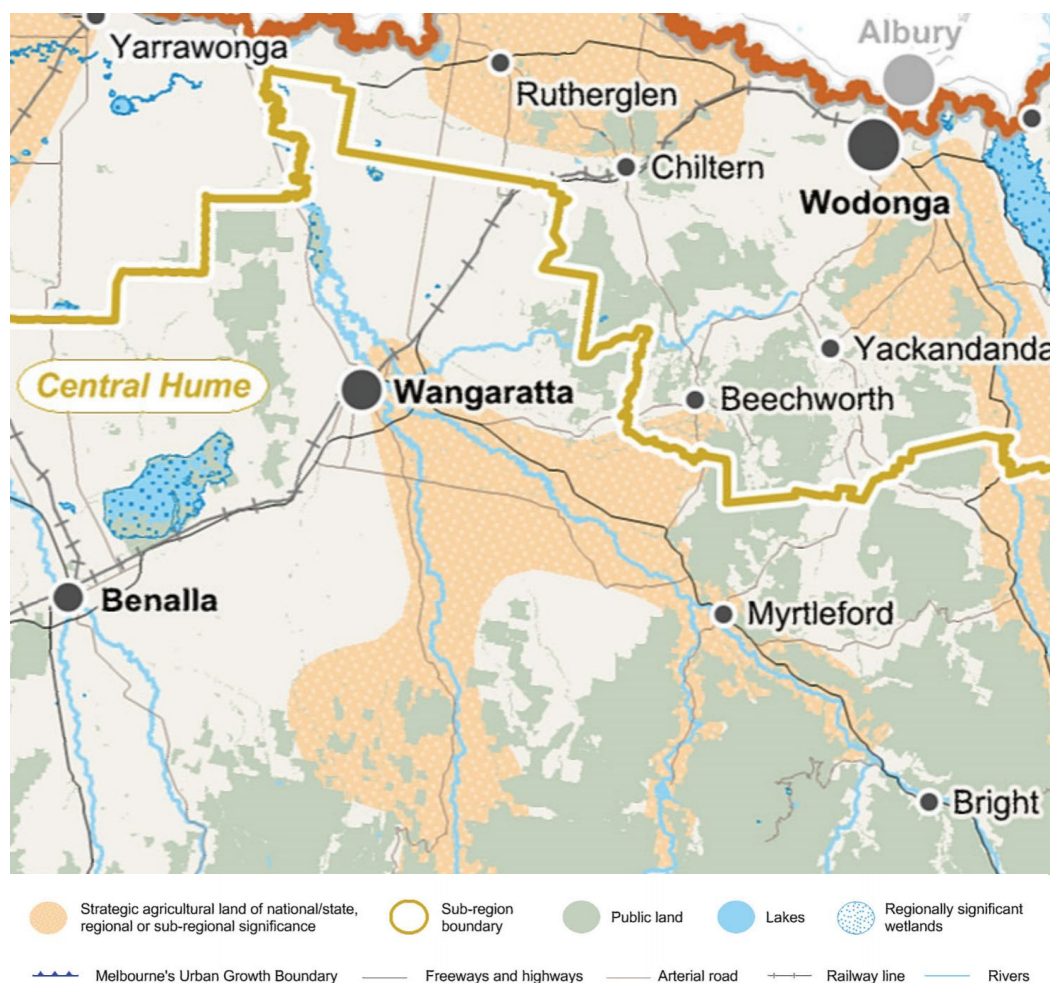 Albury
Yarrawonga
Rutherglen
Chiltern
Wodonga
Yackandanda
Central Hume
Wangaratta
Beechworth
Benalla
Myrtleford
Bright
Strategic agricultural land of national/state,
regional or sub-regional significance
Sub-region
boundary
Public land
Lakes
Regionally significant
wetlands
Melbourne's Urban Growth Boundary
Freeways and highways
Arterial road
Railway line
Rivers